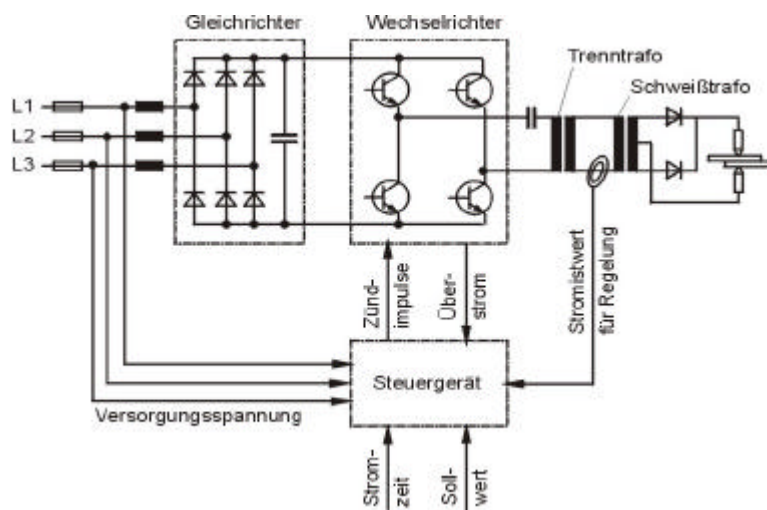 Gleichrichter
Wechselrichter
Trenntrafo
Schweißtrafo
L1
L2
L3
Zünd-
impulse
Über-
strom
Stromistwert
für Regelung
Steuergerät
Versorgungsspannung
Strom-
zeit
Soll-
wert